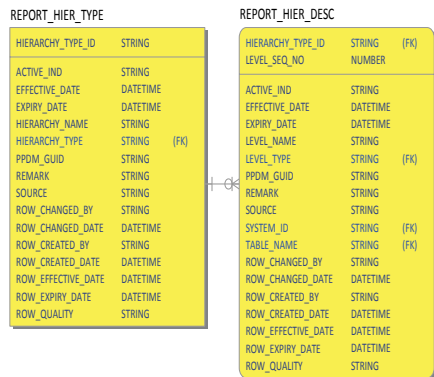 REPORT_HIER_TYPE
HIERARCHY_TYPE_ID STRING
ACTIVE_IND STRING
EFFECTIVE_DATE DATETIME
EXPIRY_DATE DATETIME
HIERARCHY_NAME STRING
HIERARCHY_TYPE STRING (FK)
PPDM_GUID STRING
REMARK STRING
SOURCE STRING
ROW_CHANGED_BY STRING
ROW_CHANGED_DATE DATETIME
ROW_CREATED_BY STRING
ROW_CREATED_DATE DATETIME
ROW_EFFECTIVE_DATE DATETIME
ROW_EXPIRY_DATE DATETIME
ROW_QUALITY STRING
REPORT_HIER_DESC
HIERARCHY_TYPE_ID STRING (FK)
LEVEL_SEQ_NO NUMBER
ACTIVE_IND STRING
EFFECTIVE_DATE DATETIME
EXPIRY_DATE DATETIME
LEVEL_NAME STRING
LEVEL_TYPE STRING (FK)
PPDM_GUID STRING
REMARK STRING
SOURCE STRING
SYSTEM_ID STRING (FK)
TABLE_NAME STRING (FK)
ROW_CHANGED_BY STRING
ROW_CHANGED_DATE DATETIME
ROW_CREATED_BY STRING
ROW_CREATED_DATE DATETIME
ROW_EFFECTIVE_DATE DATETIME
ROW_EXPIRY_DATE DATETIME
ROW_QUALITY STRING